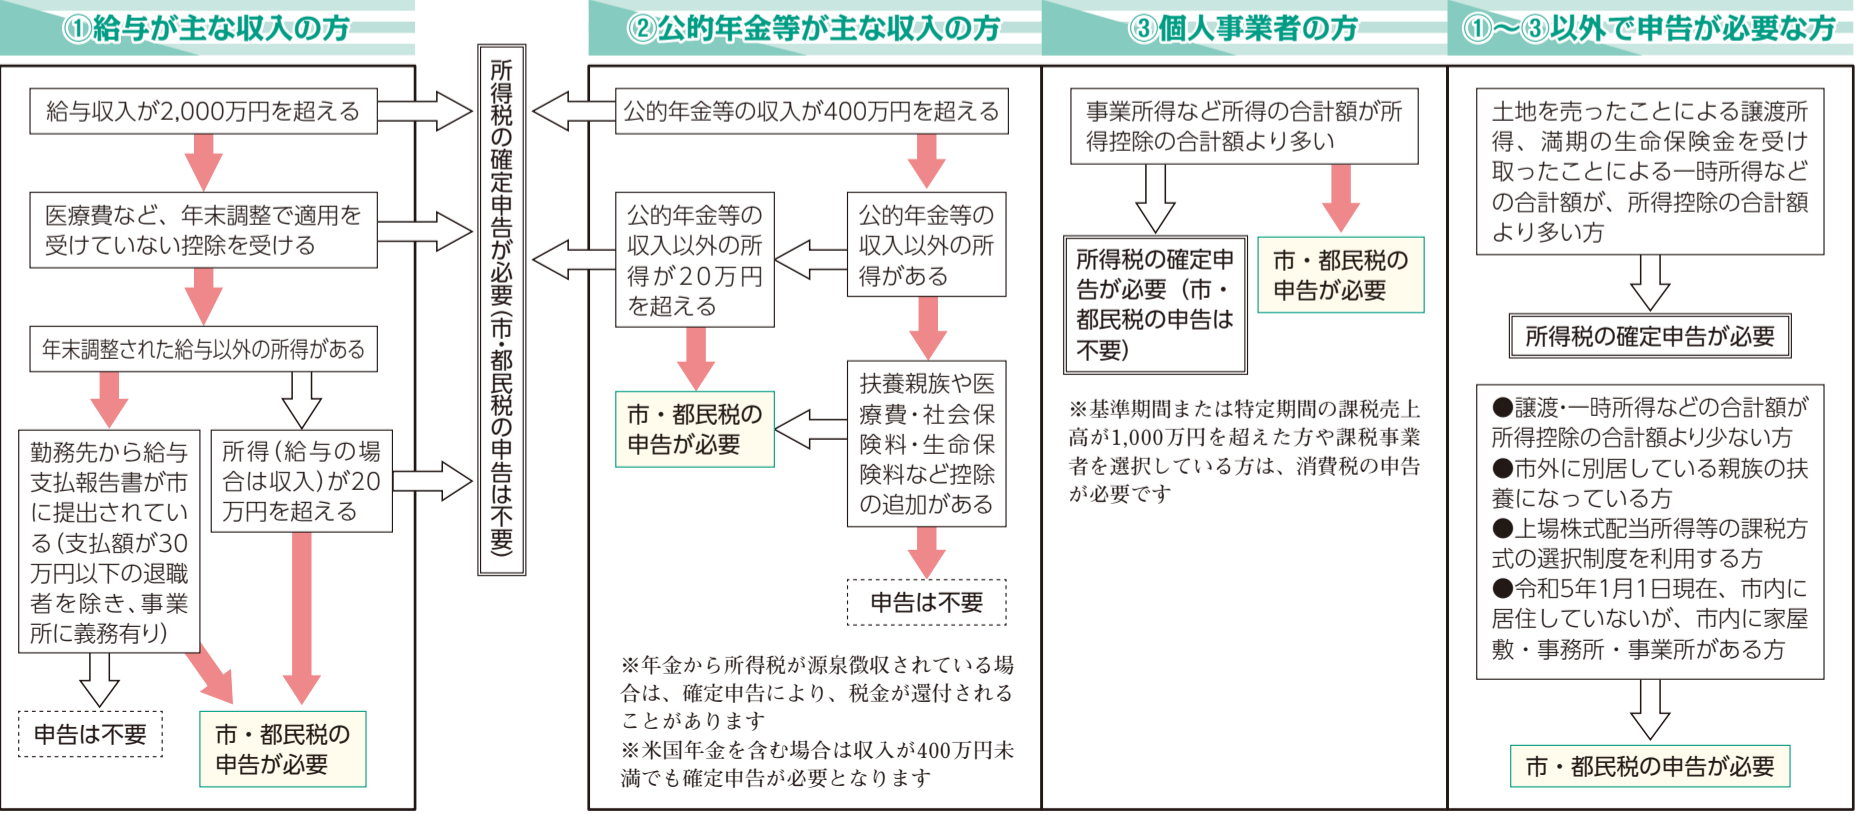 ①給与が主な収入の方
給与収入が2,000万円を超える
医療費など、年末調整で適用を
受けていない控除を受ける
年末調整された給与以外の所得がある
勤務先から給与
支払報告書が市
に提出されてい
る(支払額が30
万円以下の退職
者を除き、事業
所に義務有り)
所得(給与の場
合は収入)が20
万円を超える
申告は不要
市・都民税の
申告が必要
所得税の確定申告が必要(市・都民税の申告は不要)
②公的年金等が主な収入の方
公的年金等の収入が400万円を超える
公的年金等の
収入以外の所
得が20万円
を超える
公的年金等の
収入以外の所
得がある
市・都民税の
申告が必要
扶養親族や医
療費・社会保
険料・生命保
険料など控除
の追加がある
申告は不要
※年金から所得税が源泉徴収されている場
合は、確定申告により、税金が還付される
ことがあります
※米国年金を含む場合は収入が400万円未
満でも確定申告が必要となります
③個人事業者の方
事業所得など所得の合計額が所
得控除の合計額より多い
所得税の確定申
告が必要(市・
都民税の申告は
不要)
市・都民税の
申告が必要
※基準期間または特定期間の課税売上
高が1,000万円を超えた方や課税事業
者を選択している方は、消費税の申告
が必要です
①～③以外で申告が必要な方
土地を売ったことによる譲渡所
得、満期の生命保険金を受け
取ったことによる一時所得など
の合計額が、所得控除の合計額
より多い方
所得税の確定申告が必要
●譲渡・一時所得などの合計額が
所得控除の合計額より少ない方
●市外に別居している親族の扶
養になっている方
●上場株式配当所得等の課税方
式の選択制度を利用する方
●令和5年1月1日現在、市内に
居住していないが、市内に家屋
敷・事務所・事業所がある方
市・都民税の申告が必要